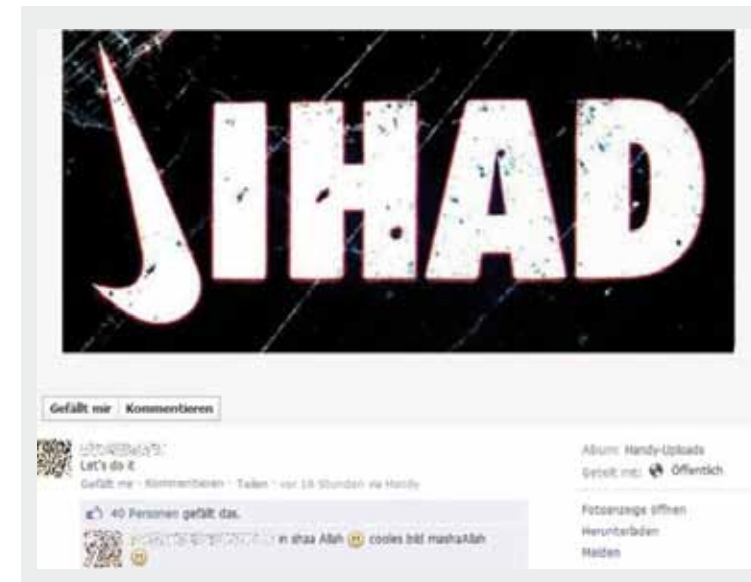 JIHAD
Gefällt mir Kommentieren
Let's do it
Gefällt mir · Kommentieren · Teilen · vor 18 Stunden via Handy
Album: Handy-Uploads
Geteilt mit: Öffentlich
40 Personen gefällt das.
in shaa Allah cooles bild mashaAllah
Fotoanzeige öffnen
Herunterladen
Melden